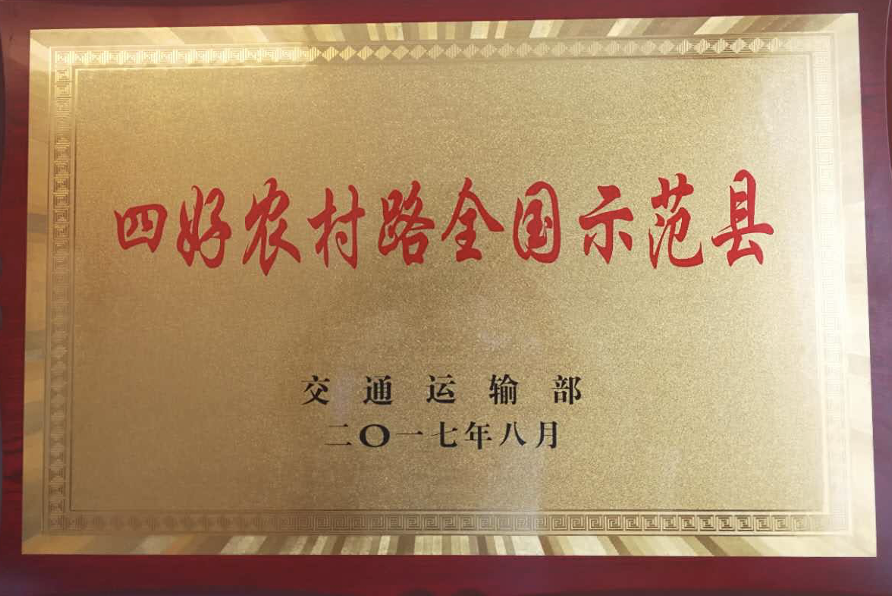 四好农村路全国示范县
交通运输部
二〇一七年八月